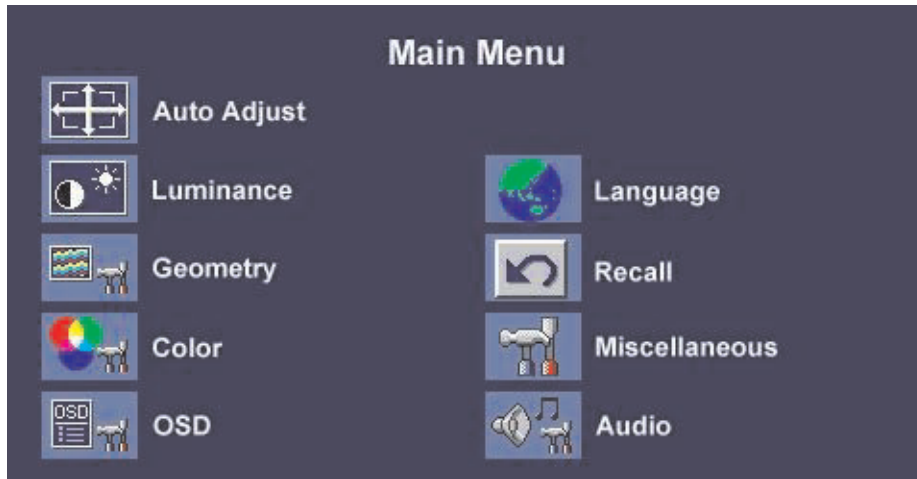 Main Menu
Auto Adjust
Luminance
Language
Geometry
Recall
Color
Miscellaneous
OSD
OSD
Audio